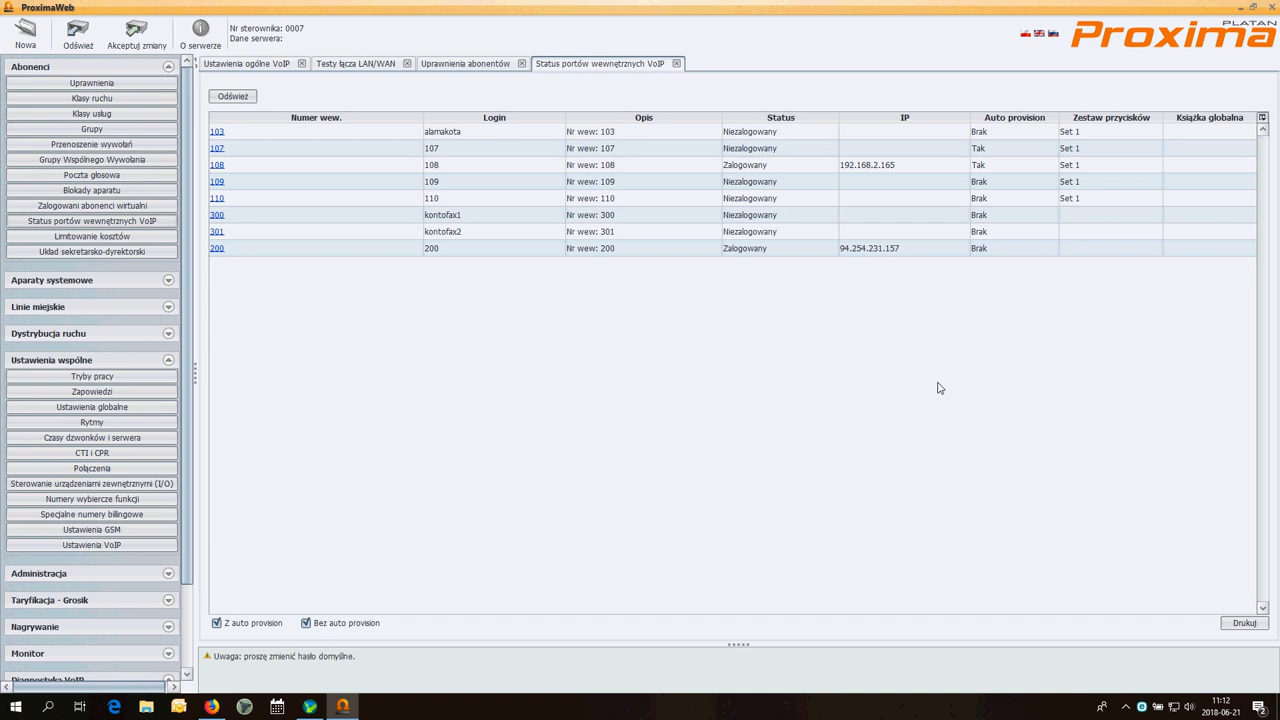 ProximaWeb
Nowa
Odśwież
Akceptuj zmiany
O serwerze
Nr sterownika: 0007
Dane serwera:
PLATAN
Proxima
Abonenci
Uprawnienia
Klasy ruchu
Klasy usług
Grupy
Przenoszenie wywołań
Grupy Wspólnego Wywołania
Poczta głosowa
Blokady aparatu
Zalogowani abonenci wirtualni
Status portów wewnętrznych VoIP
Limitowanie kosztów
Układ sekretarsko-dyrektorski
Aparaty systemowe
Linie miejskie
Dystrybucja ruchu
Ustawienia wspólne
Tryby pracy
Zapowiedzi
Ustawienia globalne
Rytmy
Czasy dzwonków i serwera
CTI i CPR
Połączenia
Sterowanie urządzeniami zewnętrznymi (I/O)
Numery wybiercze funkcji
Specjalne numery bilingowe
Ustawienia GSM
Ustawienia VoIP
Administracja
Taryfikacja - Grosik
Nagrywanie
Monitor
Diagnostyka VoIP
Ustawienia ogólne VoIP
Testy łącza LAN/WAN
Uprawnienia abonentów
Status portów wewnętrznych VoIP
Odśwież
Numer wew. Login Opis Status IP Auto provision Zestaw przycisków Książka globalna
103 alamakota Nr wew: 103 Niezalogowany Brak Set 1
107 107 Nr wew: 107 Niezalogowany Tak Set 1
108 108 Nr wew: 108 Zalogowany 192.168.2.165 Tak Set 1
109 109 Nr wew: 109 Niezalogowany Brak Set 1
110 110 Nr wew: 110 Niezalogowany Brak Set 1
300 kontofax1 Nr wew: 300 Niezalogowany Brak
301 kontofax2 Nr wew: 301 Niezalogowany Brak
200 200 Nr wew: 200 Zalogowany 94.254.231.157 Brak
Z auto provision
Bez auto provision
Drukuj
Uwaga: proszę zmienić hasło domyślne.
11:12
2018-06-21
2